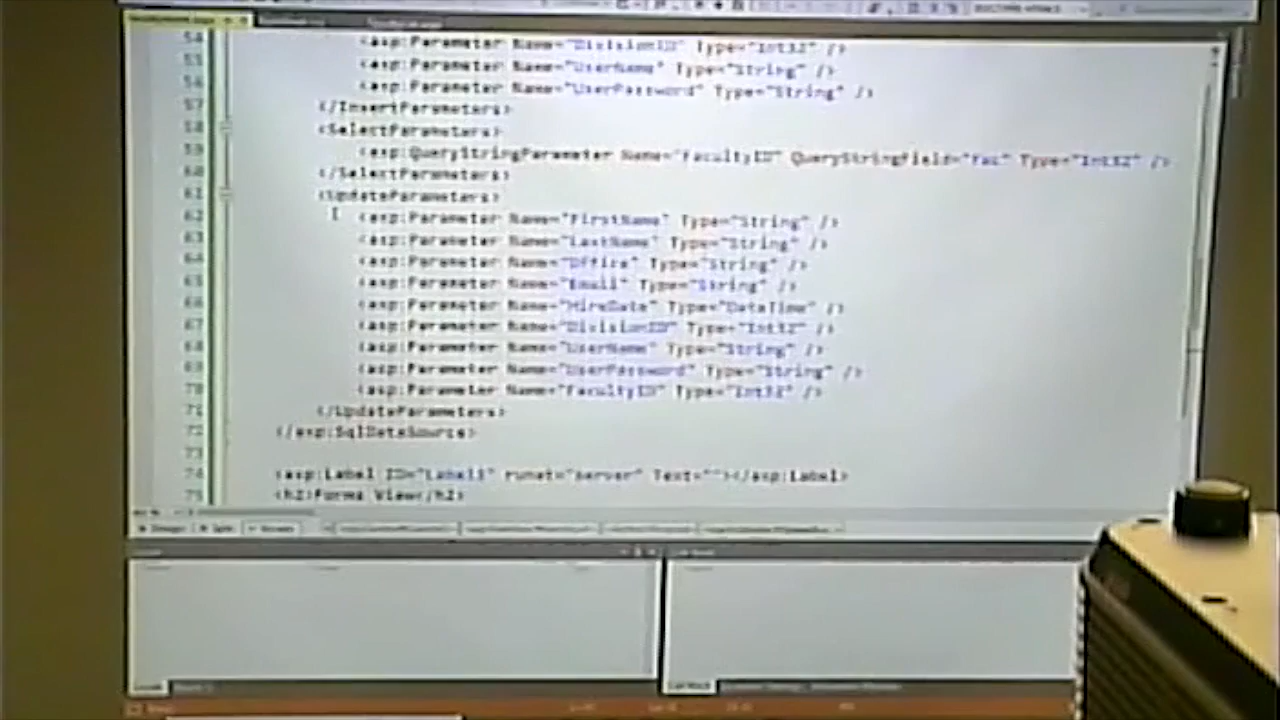 54 <asp:Parameter Name="DivisionID" Type="Int32" />
55 <asp:Parameter Name="UserName" Type="String" />
56 <asp:Parameter Name="UserPassword" Type="String" />
57 </InsertParameters>
58 <SelectParameters>
59 <asp:QueryStringParameter Name="FacultyID" QueryStringField="fac" Type="Int32" />
60 </SelectParameters>
61 <UpdateParameters>
62 <asp:Parameter Name="FirstName" Type="String" />
63 <asp:Parameter Name="LastName" Type="String" />
64 <asp:Parameter Name="Office" Type="String" />
65 <asp:Parameter Name="Email" Type="String" />
66 <asp:Parameter Name="HireDate" Type="DateTime" />
67 <asp:Parameter Name="DivisionID" Type="Int32" />
68 <asp:Parameter Name="UserName" Type="String" />
69 <asp:Parameter Name="UserPassword" Type="String" />
70 <asp:Parameter Name="FacultyID" Type="Int32" />
71 </UpdateParameters>
72 </asp:SqlDataSource>
73
74 <asp:Label ID="Label1" runat="server" Text=""></asp:Label>
75 <h2>Forms View</h2>
Design Split Source